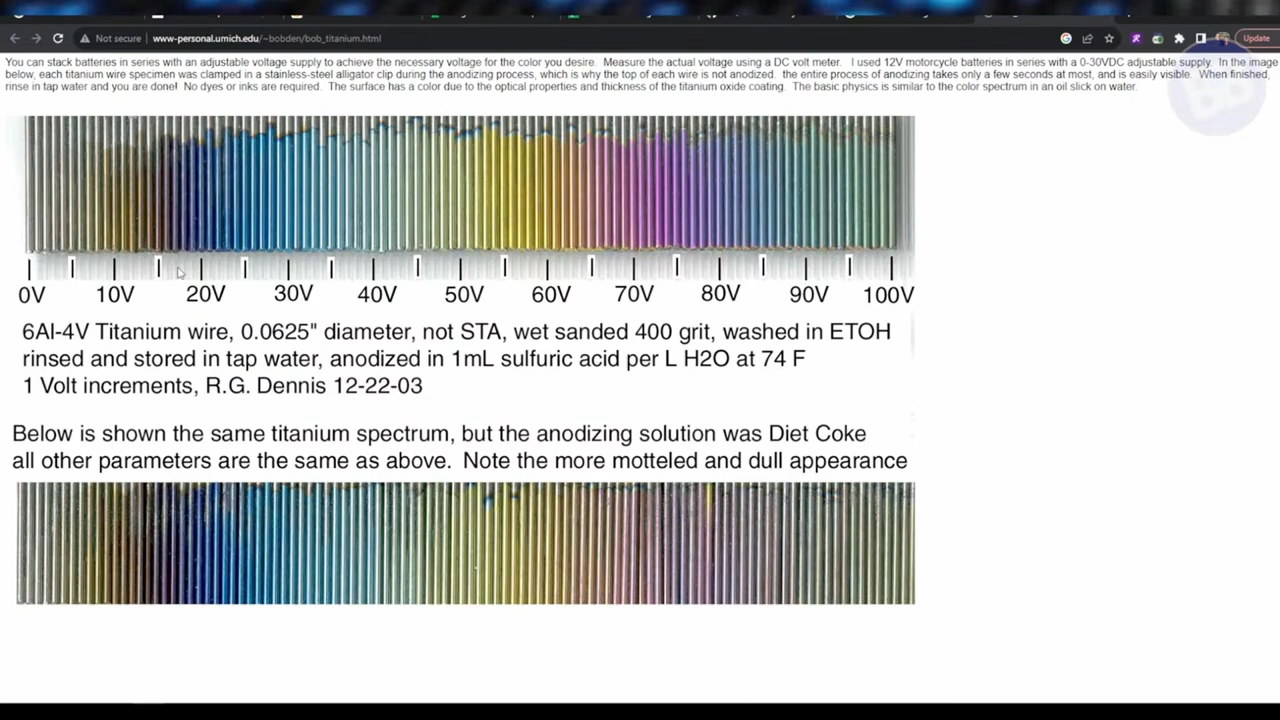 Not secure www-personal.umich.edu/~bobden/bob_titanium.html Update
You can stack batteries in series with an adjustable voltage supply to achieve the necessary voltage for the color you desire. Measure the actual voltage using a DC volt meter. I used 12V motorcycle batteries in series with a 0-30VDC adjustable supply. In the image
below, each titanium wire specimen was clamped in a stainless-steel alligator clip during the anodizing process, which is why the top of each wire is not anodized. the entire process of anodizing takes only a few seconds at most, and is easily visible. When finished,
rinse in tap water and you are done! No dyes or inks are required. The surface has a color due to the optical properties and thickness of the titanium oxide coating. The basic physics is similar to the color spectrum in an oil slick on water.
0V 10V 20V 30V 40V 50V 60V 70V 80V 90V 100V
6Al-4V Titanium wire, 0.0625" diameter, not STA, wet sanded 400 grit, washed in ETOH
rinsed and stored in tap water, anodized in 1mL sulfuric acid per L H2O at 74 F
1 Volt increments, R.G. Dennis 12-22-03
Below is shown the same titanium spectrum, but the anodizing solution was Diet Coke
all other parameters are the same as above. Note the more motteled and dull appearance